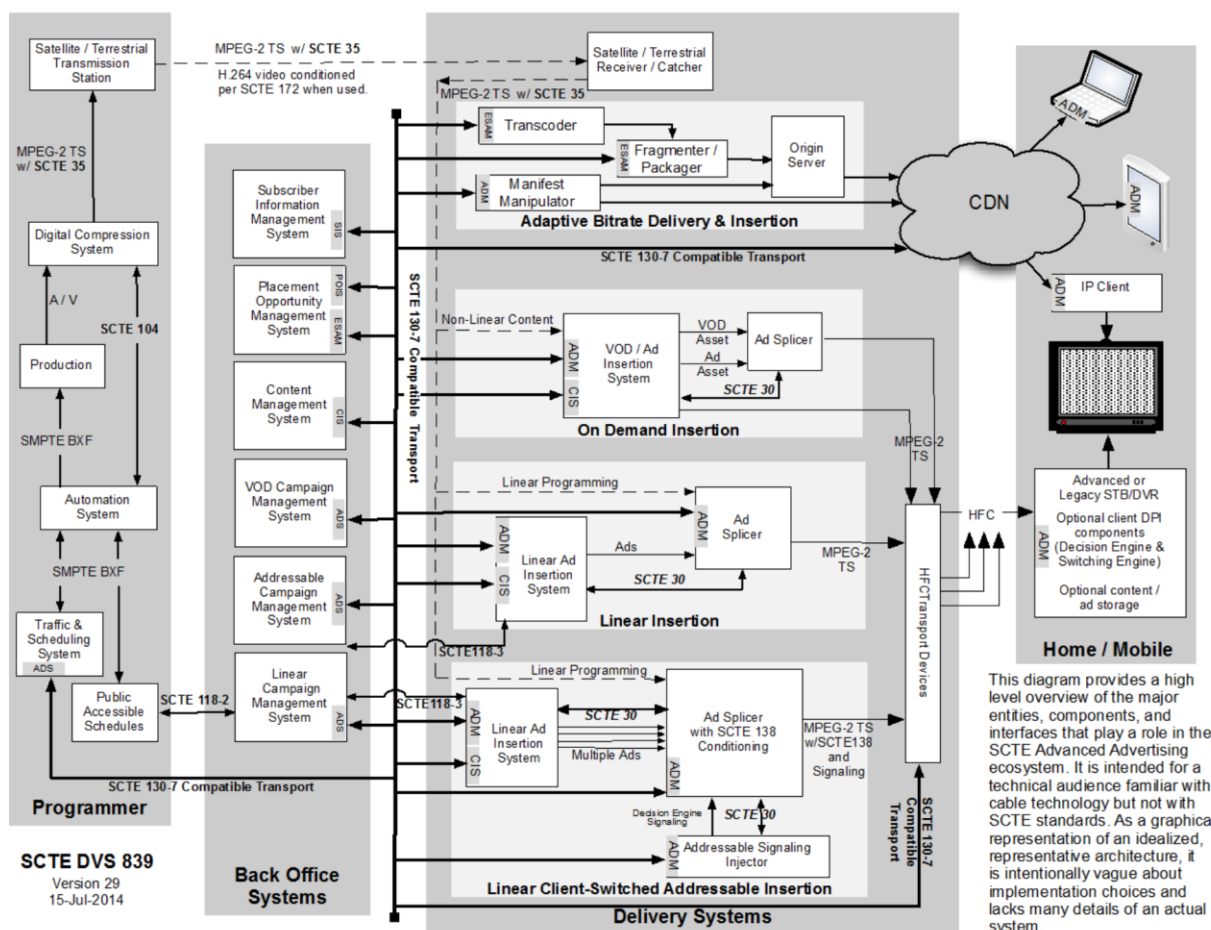 Satellite / Terrestrial
Transmission
Station
MPEG-2 TS w/ SCTE 35
H.264 video conditioned
per SCTE 172 when used.
Satellite / Terrestrial
Receiver / Catcher
MPEG-2 TS w/ SCTE 35
MPEG-2 TS
w/ SCTE 35
Digital Compression
System
A / V
SCTE 104
Production
SMPTE BXF
Automation
System
SMPTE BXF
Traffic &
Scheduling
System
ADS
Public
Accessible
Schedules
SCTE 118-2
SCTE 130-7 Compatible Transport
Programmer
SCTE DVS 839
Version 29
15-Jul-2014
Subscriber
Information
Management
System
SIS
Placement
Opportunity
Management
System
POIS
ESAM
Content
Management
System
CIS
VOD Campaign
Management
System
ADS
Addressable
Campaign
Management
System
ADS
Linear
Campaign
Management
System
ADS
Back Office
Systems
SCTE 130-7 Compatible Transport
ESAM
Transcoder
ESAM
Fragmenter /
Packager
ADM
Manifest
Manipulator
Origin
Server
Adaptive Bitrate Delivery & Insertion
SCTE 130-7 Compatible Transport
Non-Linear Content
ADM
CIS
VOD / Ad
Insertion
System
VOD
Asset
Ad
Asset
Ad Splicer
SCTE 30
On Demand Insertion
MPEG-2
TS
Linear Programming
ADM
CIS
Linear Ad
Insertion
System
Ads
ADM
Ad
Splicer
SCTE 30
MPEG-2
TS
Linear Insertion
SCTE118-3
Linear Programming
SCTE118-3
ADM
CIS
Linear Ad
Insertion
System
SCTE 30
Multiple Ads
Ad Splicer
with SCTE 138
Conditioning
ADM
MPEG-2 TS
w/SCTE138
and
Signaling
Decision Engine
Signaling
SCTE 30
ADM
Addressable Signaling
Injector
Linear Client-Switched Addressable Insertion
SCTE 130-7
Compatible
Transport
Delivery Systems
HFCTransport Devices
HFC
CDN
ADM
ADM
ADM
IP Client
Advanced or
Legacy STB/DVR
Optional client DPI
components
(Decision Engine &
Switching Engine)
Optional content /
ad storage
ADM
Home / Mobile
This diagram provides a high
level overview of the major
entities, components, and
interfaces that play a role in the
SCTE Advanced Advertising
ecosystem. It is intended for a
technical audience familiar with
cable technology but not with
SCTE standards. As a graphica
representation of an idealized,
representative architecture, it
is intentionally vague about
implementation choices and
lacks many details of an actual
system